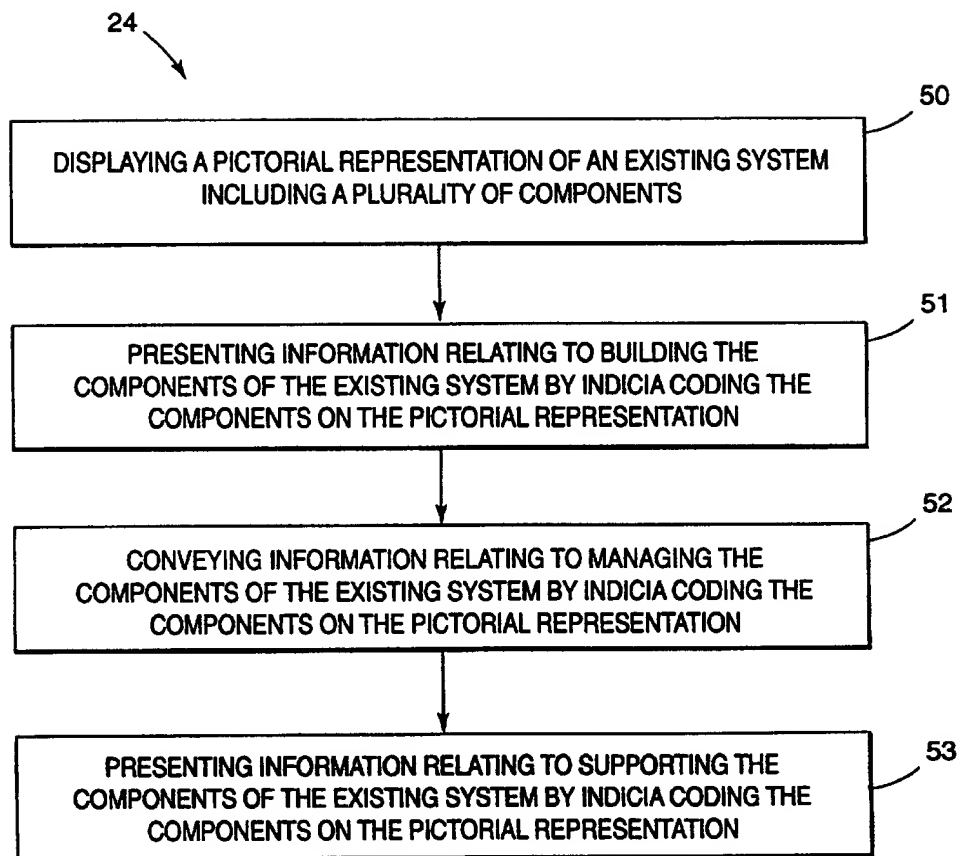 24
50
DISPLAYING A PICTORIAL REPRESENTATION OF AN EXISTING SYSTEM
INCLUDING A PLURALITY OF COMPONENTS
51
PRESENTING INFORMATION RELATING TO BUILDING THE
COMPONENTS OF THE EXISTING SYSTEM BY INDICIA CODING THE
COMPONENTS ON THE PICTORIAL REPRESENTATION
52
CONVEYING INFORMATION RELATING TO MANAGING THE
COMPONENTS OF THE EXISTING SYSTEM BY INDICIA CODING THE
COMPONENTS ON THE PICTORIAL REPRESENTATION
53
PRESENTING INFORMATION RELATING TO SUPPORTING THE
COMPONENTS OF THE EXISTING SYSTEM BY INDICIA CODING THE
COMPONENTS ON THE PICTORIAL REPRESENTATION